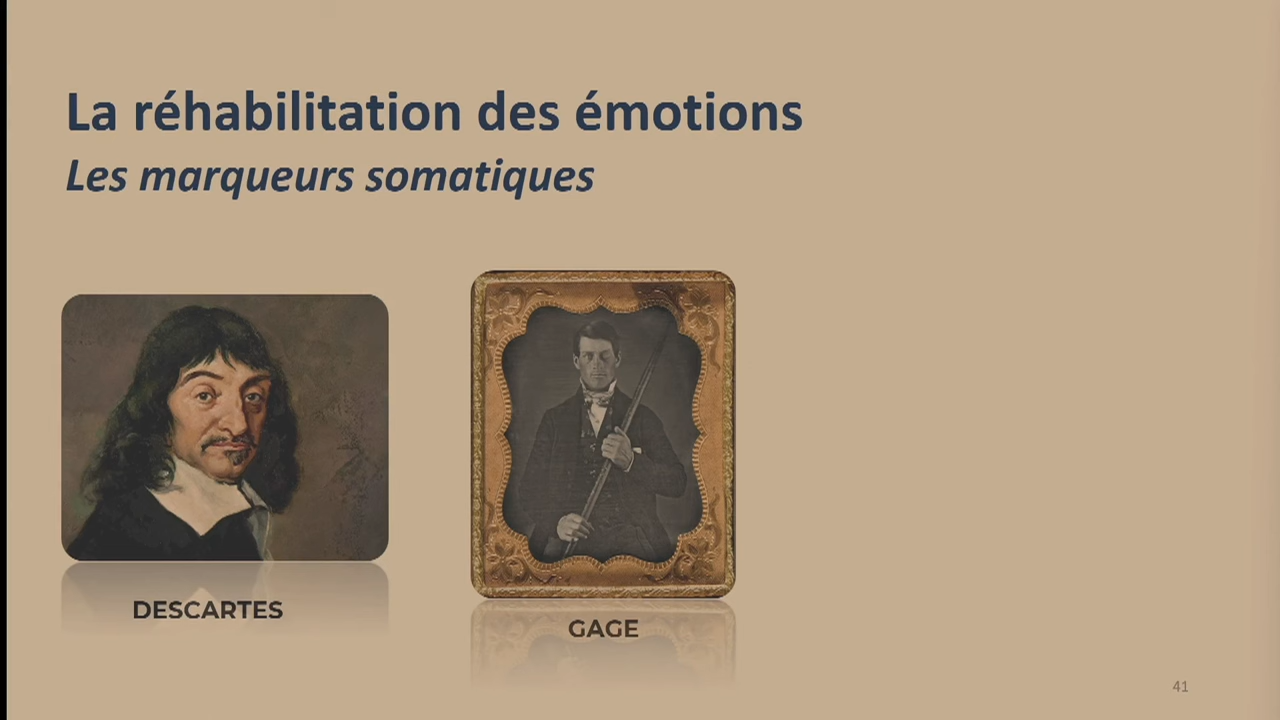 La réhabilitation des émotions
Les marqueurs somatiques
DESCARTES
GAGE
41